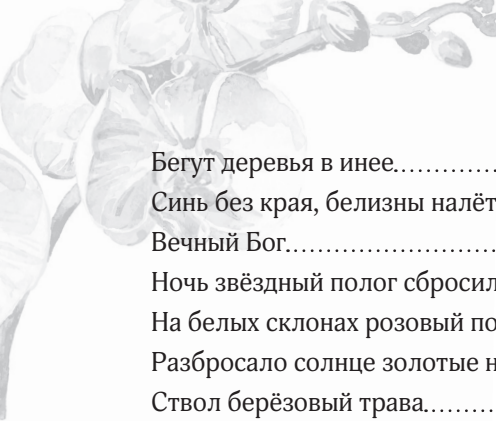 Бегут деревья в инее............
Синь без края, белизны налёт
Вечный Бог.........................
Ночь звёздный полог сбросил
На белых склонах розовый по
Разбросало солнце золотые н
Ствол берёзовый трава.........